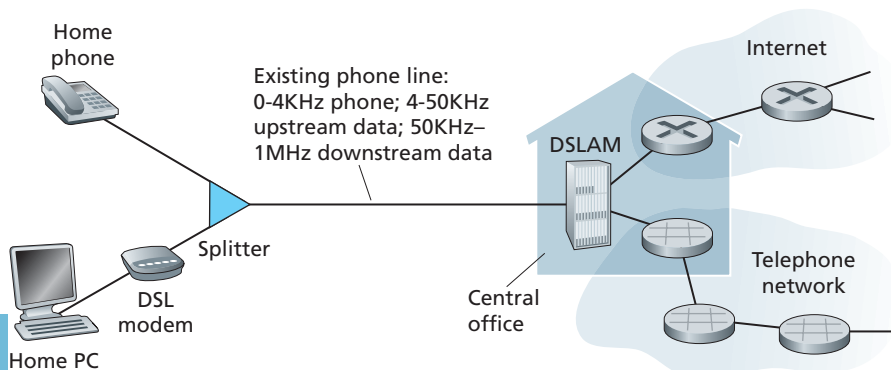 Home
phone
Existing phone line:
0-4KHz phone; 4-50KHz
upstream data; 50KHz–
1MHz downstream data
Internet
DSLAM
Splitter
DSL
modem
Home PC
Central
office
Telephone
network